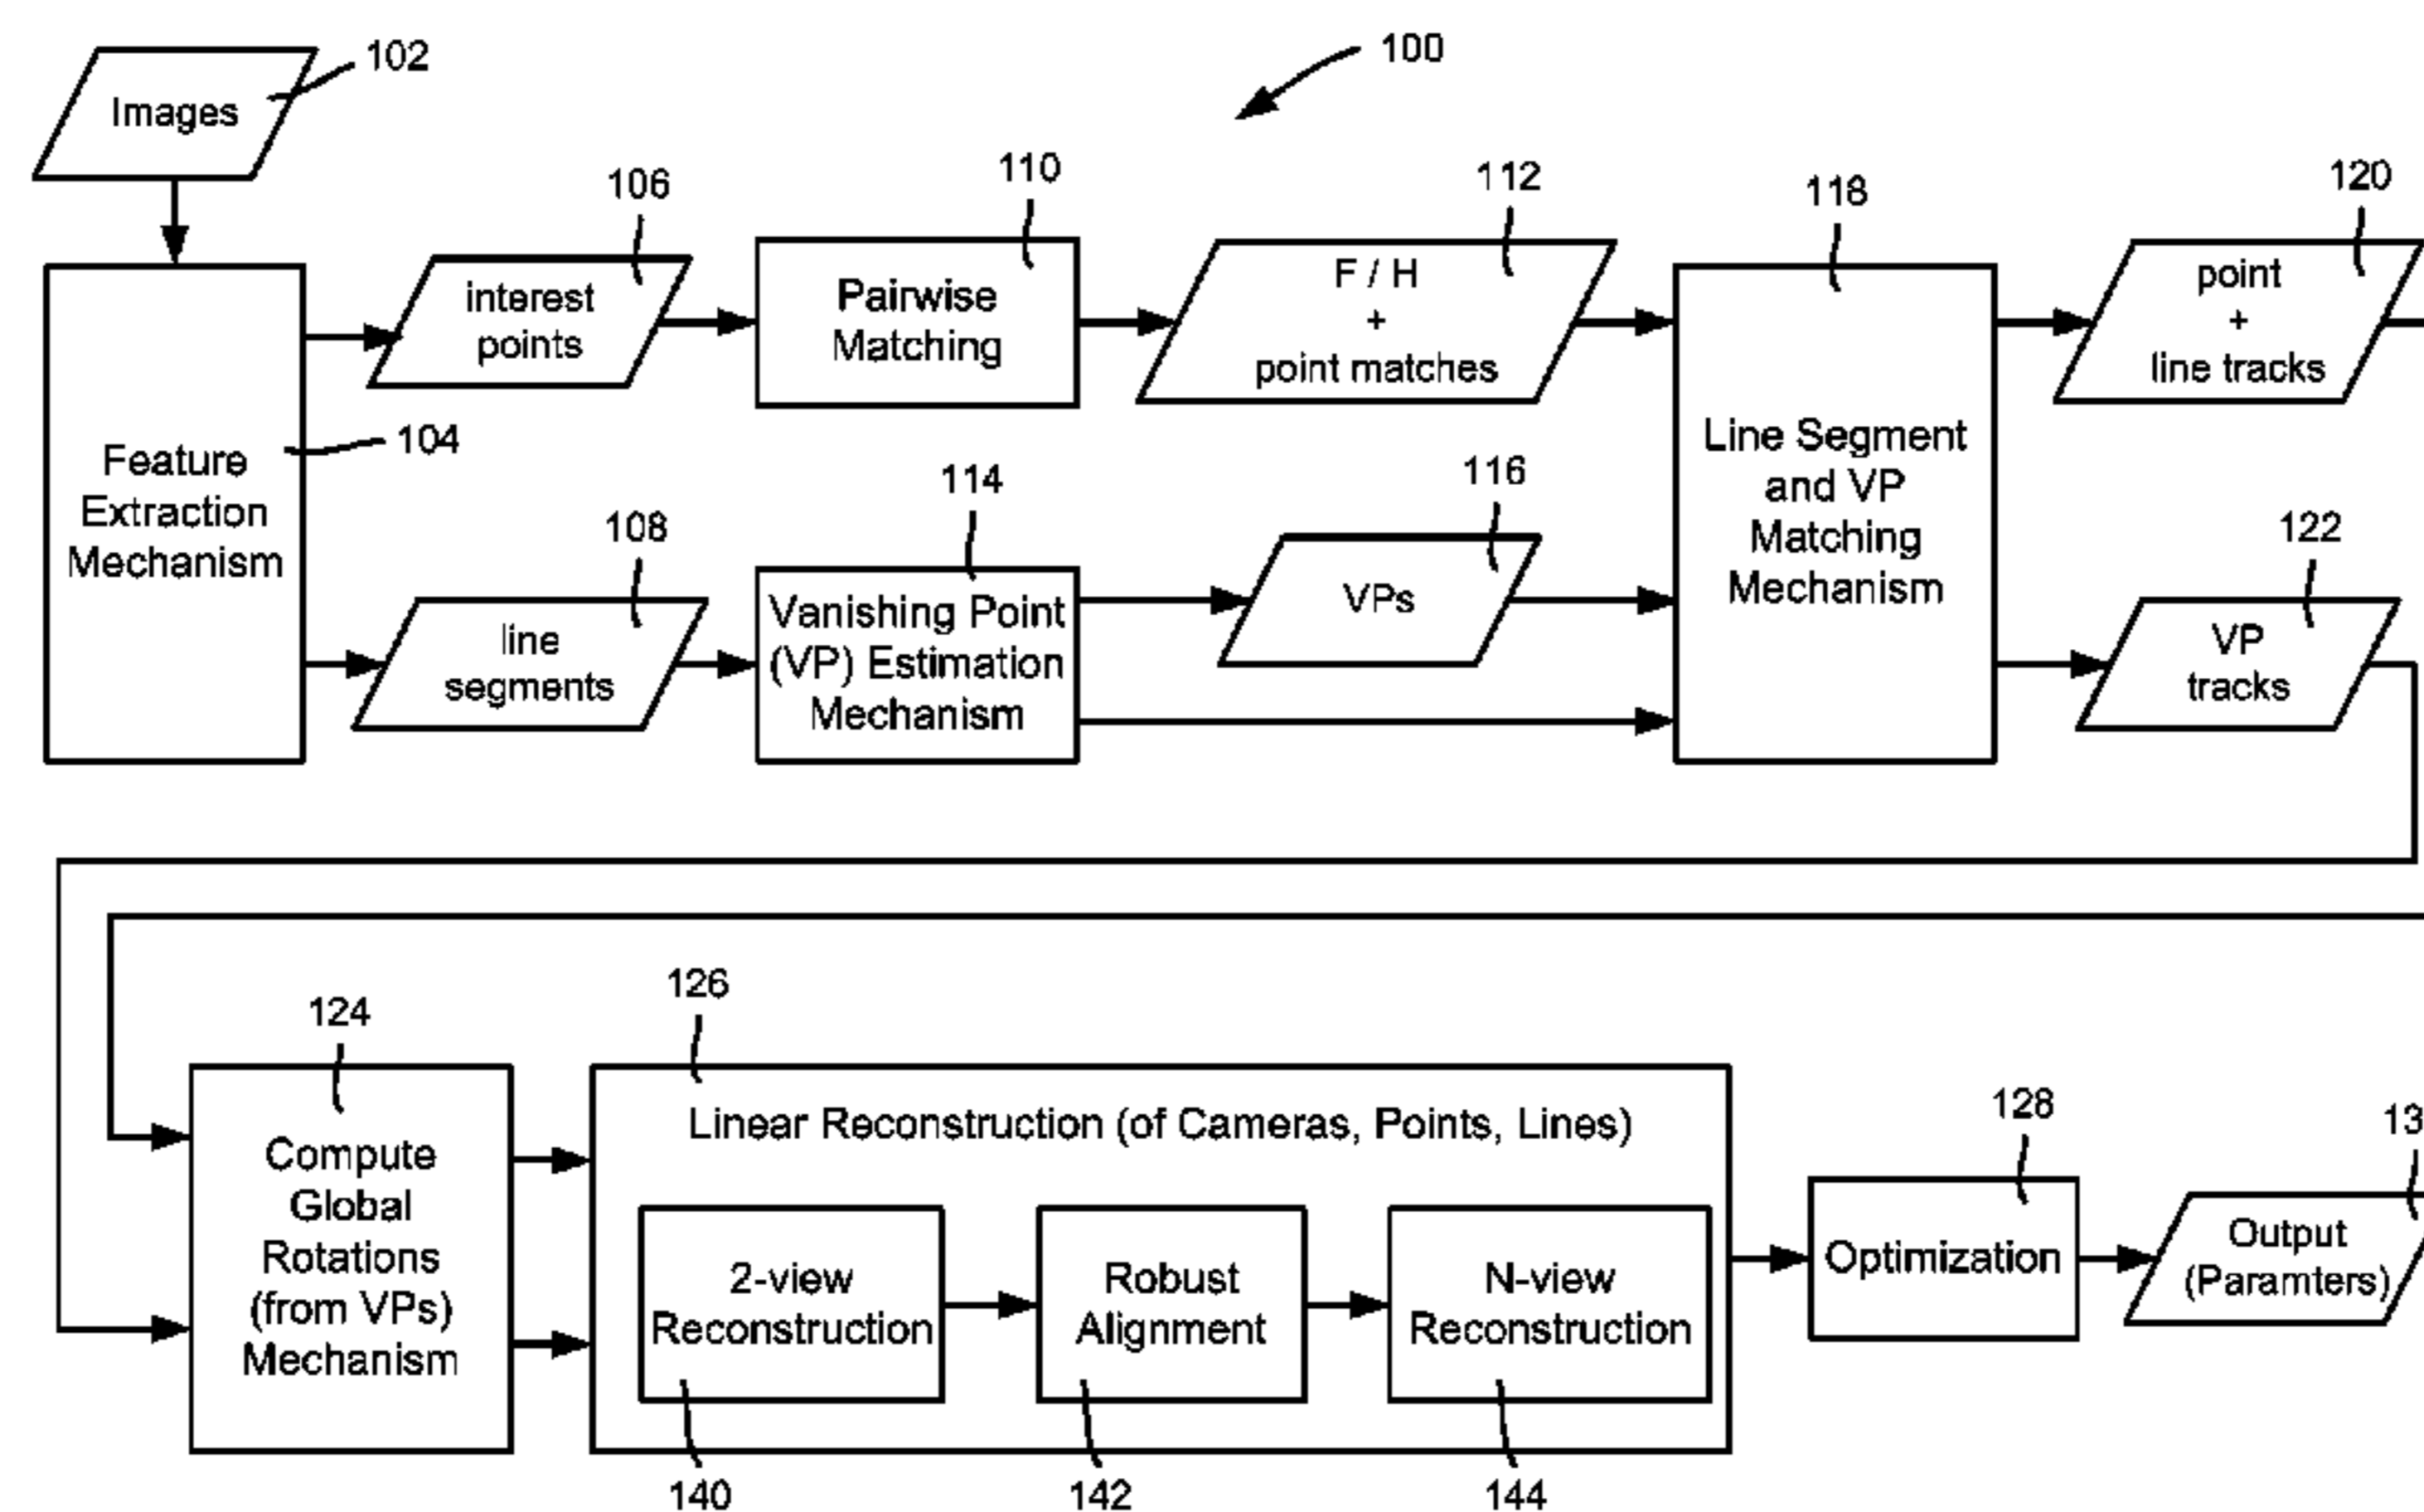 102
Images
100
106
110
112
118
120
interest
points
Pairwise
Matching
F / H
+
point matches
point
+
line tracks
Feature
Extraction
Mechanism
104
108
114
116
Line Segment
and VP
Matching
Mechanism
122
line
segments
Vanishing Point
(VP) Estimation
Mechanism
VPs
VP
tracks
124
126
128
13
Compute
Global
Rotations
(from VPs)
Mechanism
Linear Reconstruction (of Cameras, Points, Lines)
2-view
Reconstruction
Robust
Alignment
N-view
Reconstruction
Optimization
Output
(Paramters)
140
142
144